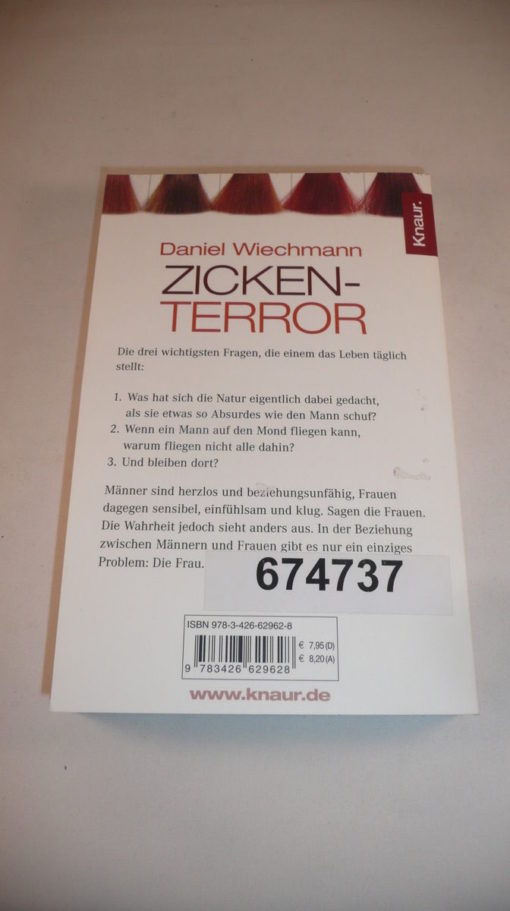 Knaur.
Daniel Wiechmann
ZICKEN-
TERROR
Die drei wichtigsten Fragen, die einem das Leben täglich
stellt:
1. Was hat sich die Natur eigentlich dabei gedacht,
als sie etwas so Absurdes wie den Mann schuf?
2. Wenn ein Mann auf den Mond fliegen kann,
warum fliegen nicht alle dahin?
3. Und bleiben dort?
Männer sind herzlos und beziehungsunfähig, Frauen
dagegen sensibel, einfühlsam und klug. Sagen die Frauen.
Die Wahrheit jedoch sieht anders aus. In der Beziehung
zwischen Männern und Frauen gibt es nur ein einziges
Problem: Die Frau.
674737
ISBN 978-3-426-62962-8
€ 7,95 (D)
€ 8,20 (A)
9 783426 629628
www.knaur.de